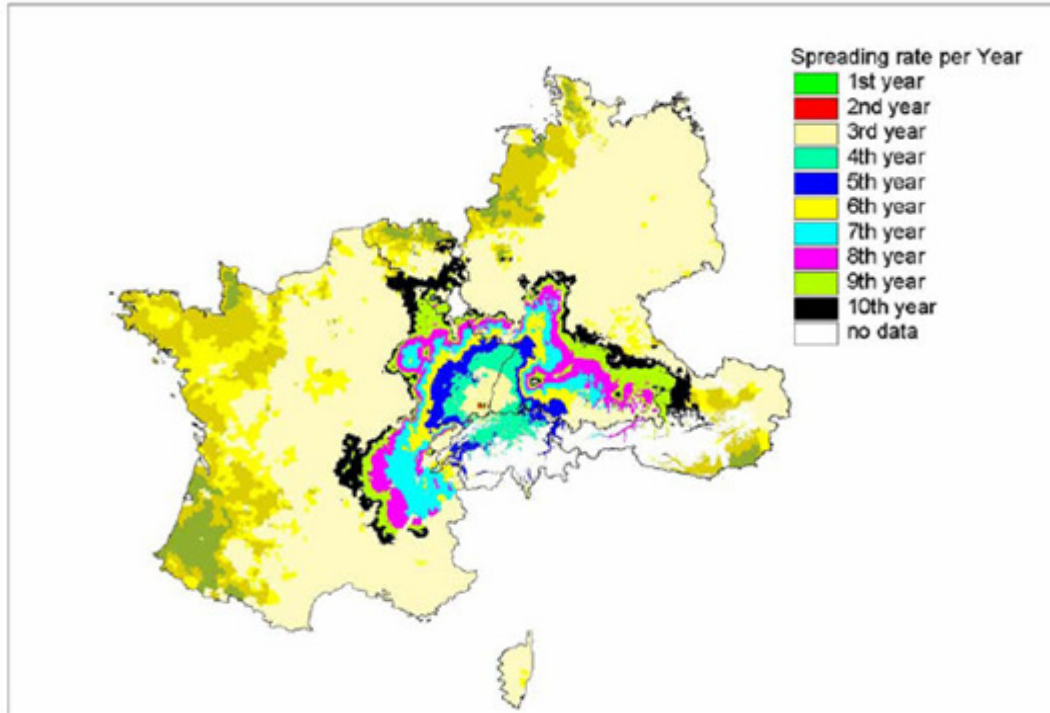 Spreading rate per Year
1st year
2nd year
3rd year
4th year
5th year
6th year
7th year
8th year
9th year
10th year
no data